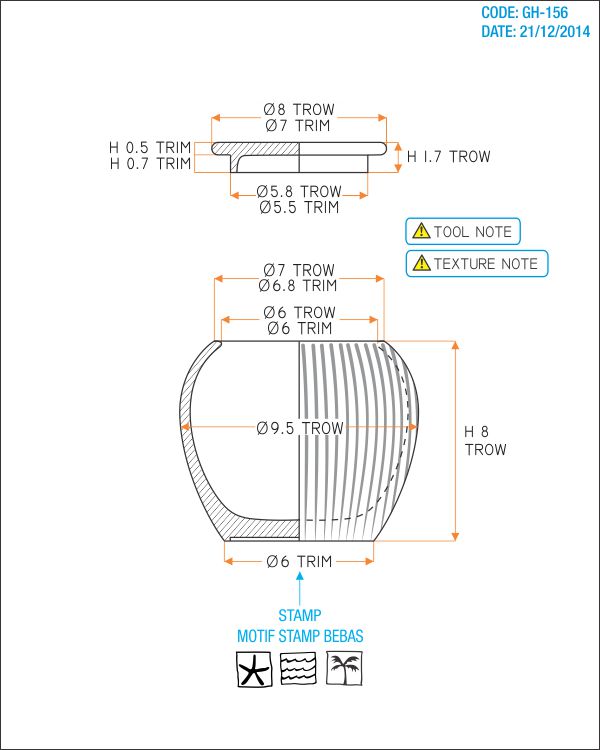 CODE: GH-156
DATE: 21/12/2014
Ø8 TROW
Ø7 TRIM
H 0.5 TRIM
H 0.7 TRIM
H 1.7 TROW
Ø5.8 TROW
Ø5.5 TRIM
TOOL NOTE
TEXTURE NOTE
Ø7 TROW
Ø6.8 TRIM
Ø6 TROW
Ø6 TRIM
Ø9.5 TROW
H 8
TROW
Ø6 TRIM
STAMP
MOTIF STAMP BEBAS